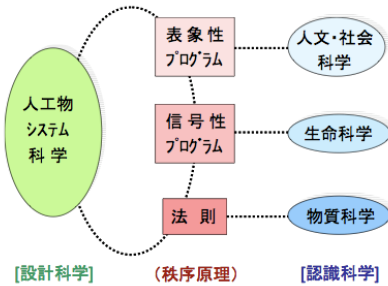 表象性
プログラム
人文・社会
科学
人工物
システム
科学
信号性
プログラム
生命科学
法則
物質科学
[設計科学]
(秩序原理)
[認識科学]